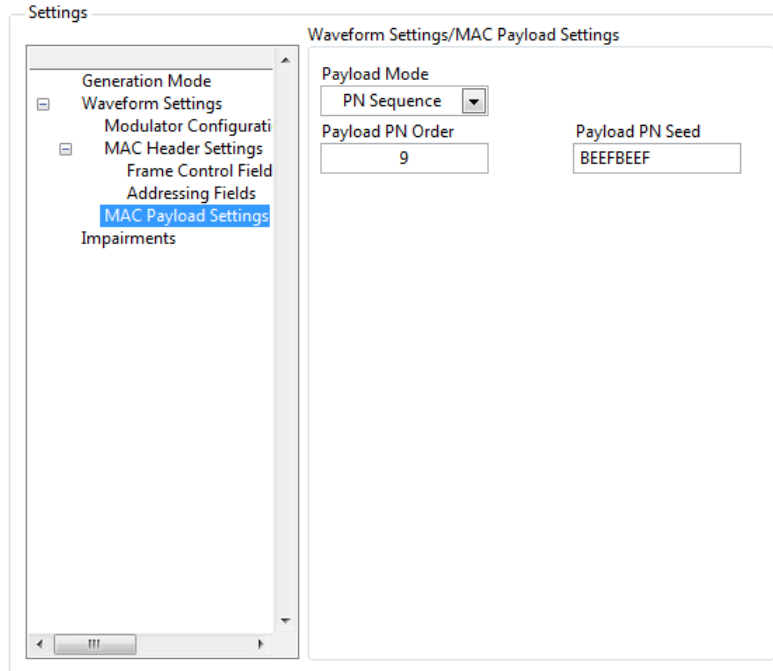 Settings
Waveform Settings/MAC Payload Settings
Generation Mode
Waveform Settings
Modulator Configurati
MAC Header Settings
Frame Control Field
Addressing Fields
MAC Payload Settings
Impairments
Payload Mode
PN Sequence
Payload PN Order
Payload PN Seed
9
BEEFBEEF